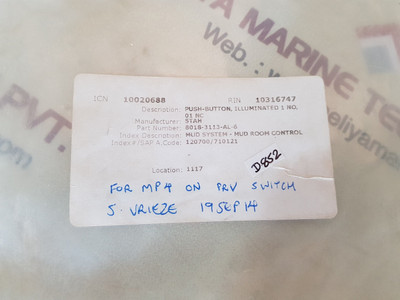 ICN 10020688 RIN 10316747
Description: PUSH-BUTTON, ILLUMINATED 1 NO,
01 NC
Manufacturer: STAH
Part Number: 8018-3113-AL-6
Index Description: MUD SYSTEM - MUD ROOM CONTROL
Index#/SAP A Code: 120700/710121
D852
Location: 1117
FOR MP4 ON PRV SWITCH
S. VRIEZE 19 SEP 14
MARINE TE
web. : w
eliyama
PVT.